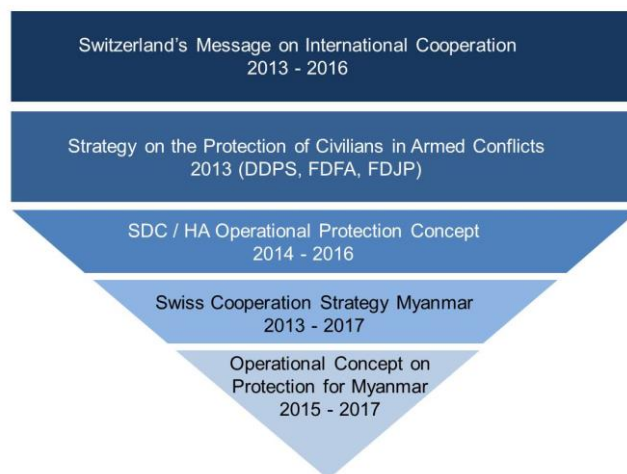 Switzerland's Message on International Cooperation
2013 - 2016
Strategy on the Protection of Civilians in Armed Conflicts
2013 (DDPS, FDFA, FDJP)
SDC / HA Operational Protection Concept
2014 - 2016
Swiss Cooperation Strategy Myanmar
2013 - 2017
Operational Concept on
Protection for Myanmar
2015 - 2017